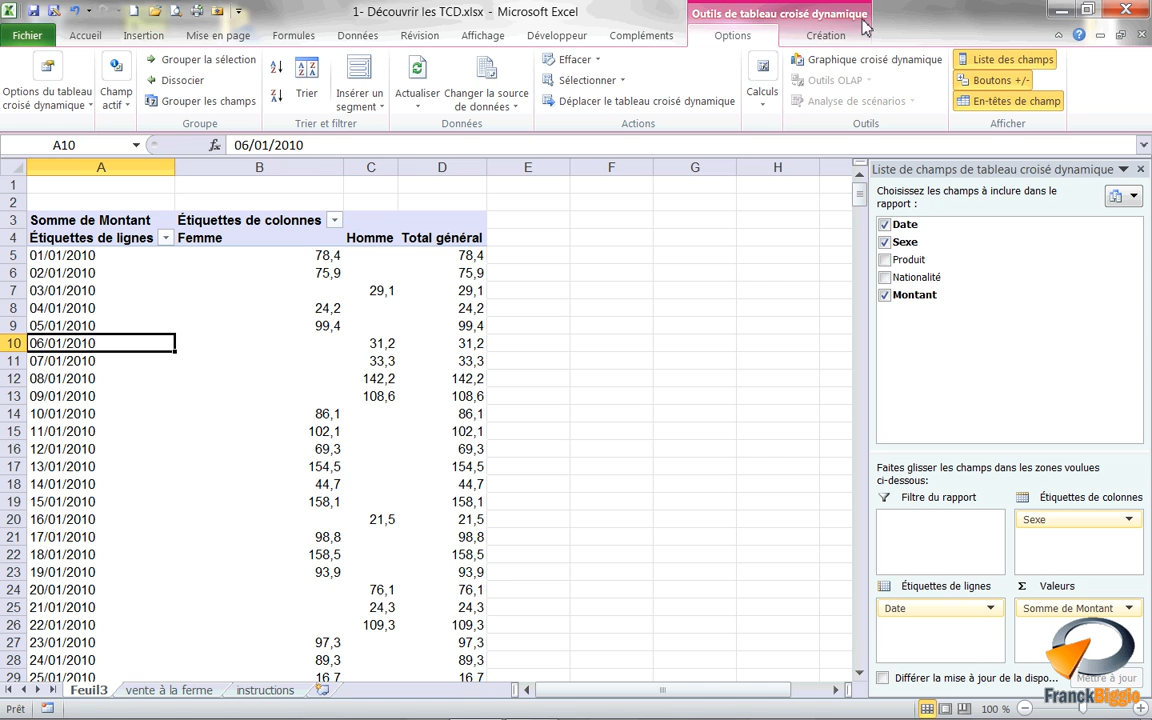 1- Découvrir les TCD.xlsx - Microsoft Excel
Outils de tableau croisé dynamique
Fichier Accueil Insertion Mise en page Formules Données Révision Affichage Développeur Compléments Options Création
Options du tableau croisé dynamique
Champ actif
Grouper la sélection
Dissocier
Grouper les champs
Groupe
Trier
Insérer un segment
Trier et filtrer
Actualiser
Changer la source de données
Données
Effacer
Sélectionner
Déplacer le tableau croisé dynamique
Actions
Calculs
Graphique croisé dynamique
Outils OLAP
Analyse de scénarios
Outils
Liste des champs
Boutons +/-
En-têtes de champ
Afficher
A10 fx 06/01/2010
A B C D E F G H
1
2
3 Somme de Montant Étiquettes de colonnes
4 Étiquettes de lignes Femme Homme Total général
5 01/01/2010 78,4 78,4
6 02/01/2010 75,9 75,9
7 03/01/2010 29,1 29,1
8 04/01/2010 24,2 24,2
9 05/01/2010 99,4 99,4
10 06/01/2010 31,2 31,2
11 07/01/2010 33,3 33,3
12 08/01/2010 142,2 142,2
13 09/01/2010 108,6 108,6
14 10/01/2010 86,1 86,1
15 11/01/2010 102,1 102,1
16 12/01/2010 69,3 69,3
17 13/01/2010 154,5 154,5
18 14/01/2010 44,7 44,7
19 15/01/2010 158,1 158,1
20 16/01/2010 21,5 21,5
21 17/01/2010 98,8 98,8
22 18/01/2010 158,5 158,5
23 19/01/2010 93,9 93,9
24 20/01/2010 76,1 76,1
25 21/01/2010 24,3 24,3
26 22/01/2010 109,3 109,3
27 23/01/2010 97,3 97,3
28 24/01/2010 89,3 89,3
29 25/01/2010 16,7 16,7
Liste de champs de tableau croisé dynamique
Choisissez les champs à inclure dans le rapport :
Date
Sexe
Produit
Nationalité
Montant
Faites glisser les champs dans les zones voulues ci-dessous:
Filtre du rapport
Étiquettes de colonnes
Sexe
Étiquettes de lignes
Σ Valeurs
Date
Somme de Montant
Différer la mise à jour de la dispo...
Mettre à jour
FranckBiggio
Feuil3 vente à la ferme instructions
Prêt
100 %